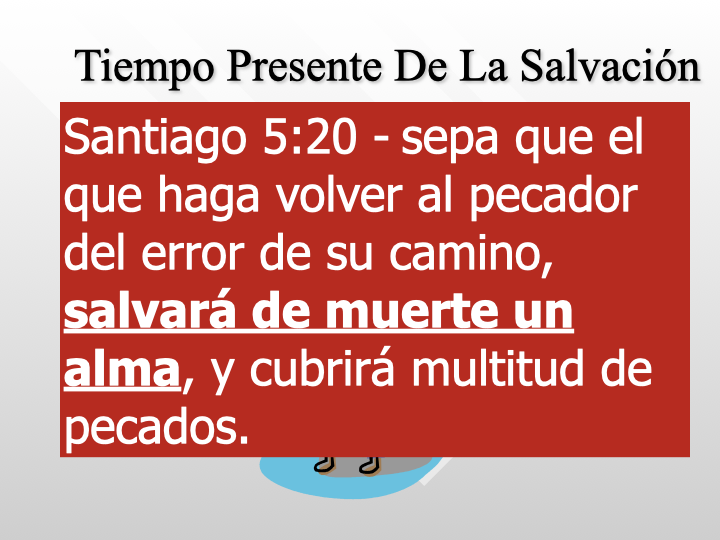 Tiempo Presente De La Salvación
Santiago 5:20 - sepa que el
que haga volver al pecador
del error de su camino,
salvará de muerte un
alma, y cubrirá multitud de
pecados.